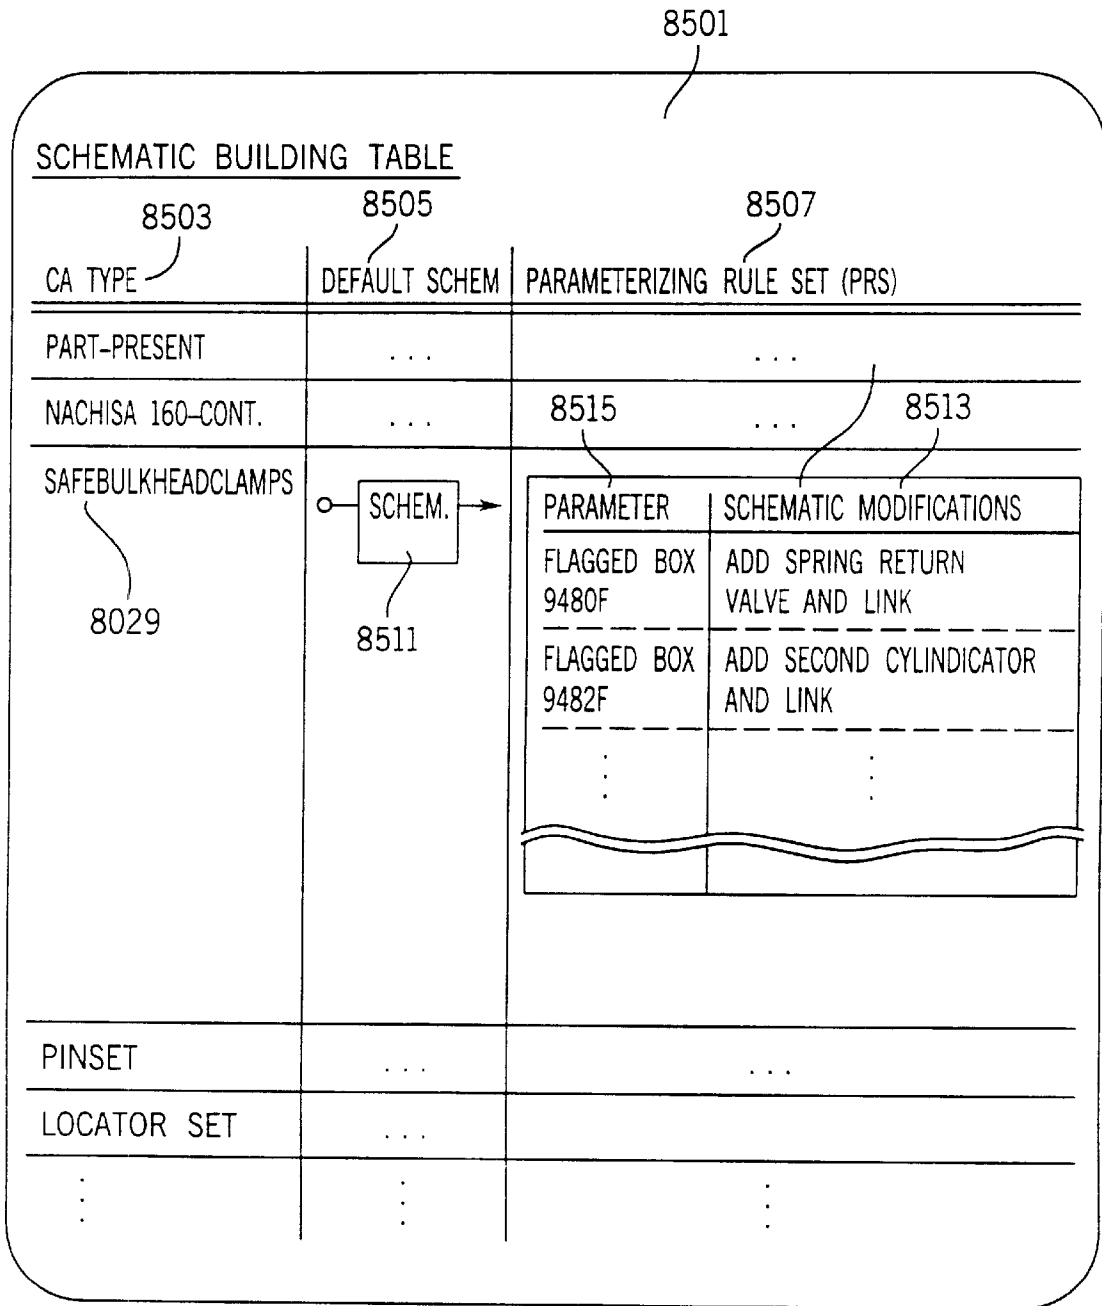 8501
SCHEMATIC BUILDING TABLE
8503 8505 8507
CA TYPE DEFAULT SCHEM PARAMETERIZING RULE SET (PRS)
PART-PRESENT ... ...
NACHISA 160-CONT. ... ...
8515 8513
SAFEBULKHEADCLAMPS SCHEM. PARAMETER SCHEMATIC MODIFICATIONS
FLAGGED BOX ADD SPRING RETURN
9480F VALVE AND LINK
8029 8511
FLAGGED BOX ADD SECOND CYLINDICATOR
9482F AND LINK
PINSET ... ...
LOCATOR SET ...